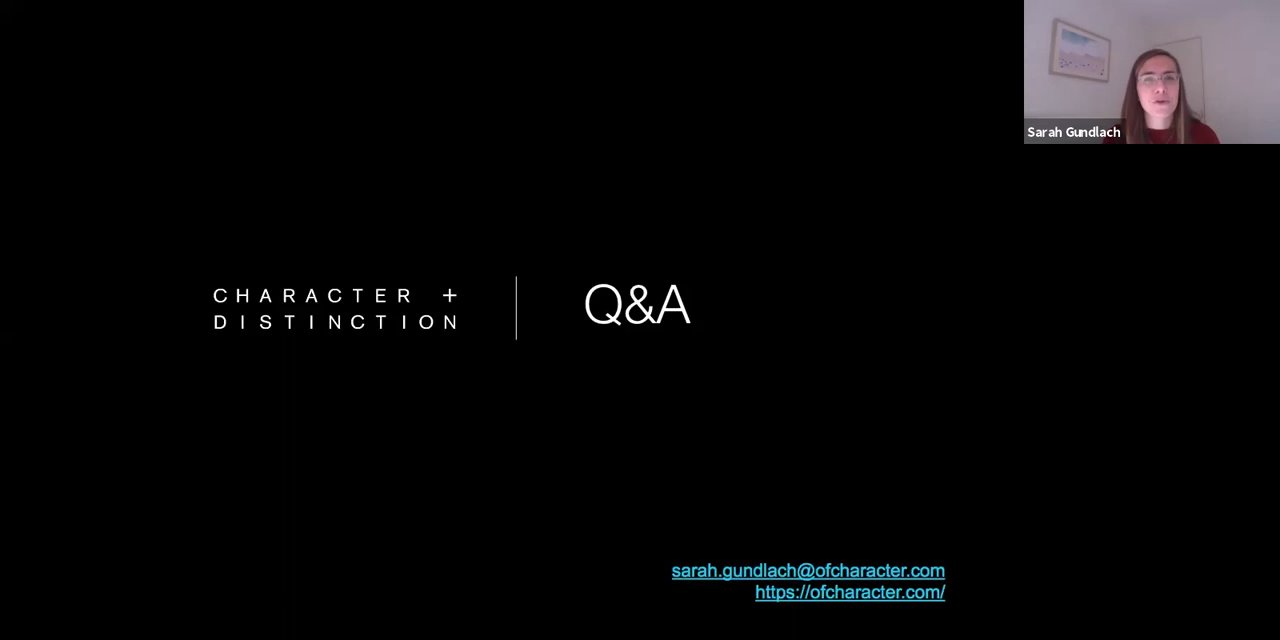 Sarah Gundlach
CHARACTER +
DISTINCTION
Q&A
sarah.gundlach@ofcharacter.com
https://ofcharacter.com/